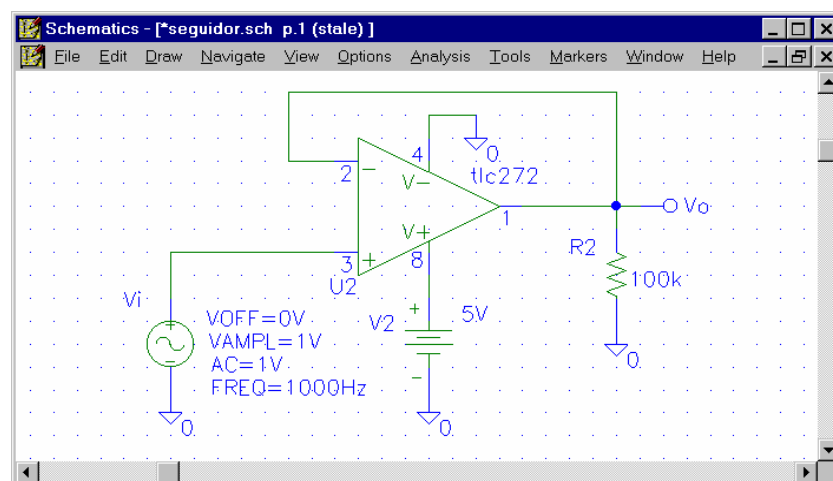 Schematics - [*seguidor.sch p.1 (stale) ]
File Edit Draw Navigate View Options Analysis Tools Markers Window Help
4
0
2
V-
tlc272
1
Vo
V+
R2
3
8
U2
100k
Vi
VOFF=0V
V2
5V
VAMPL=1V
AC=1V
0
FREQ=1000Hz
0
0